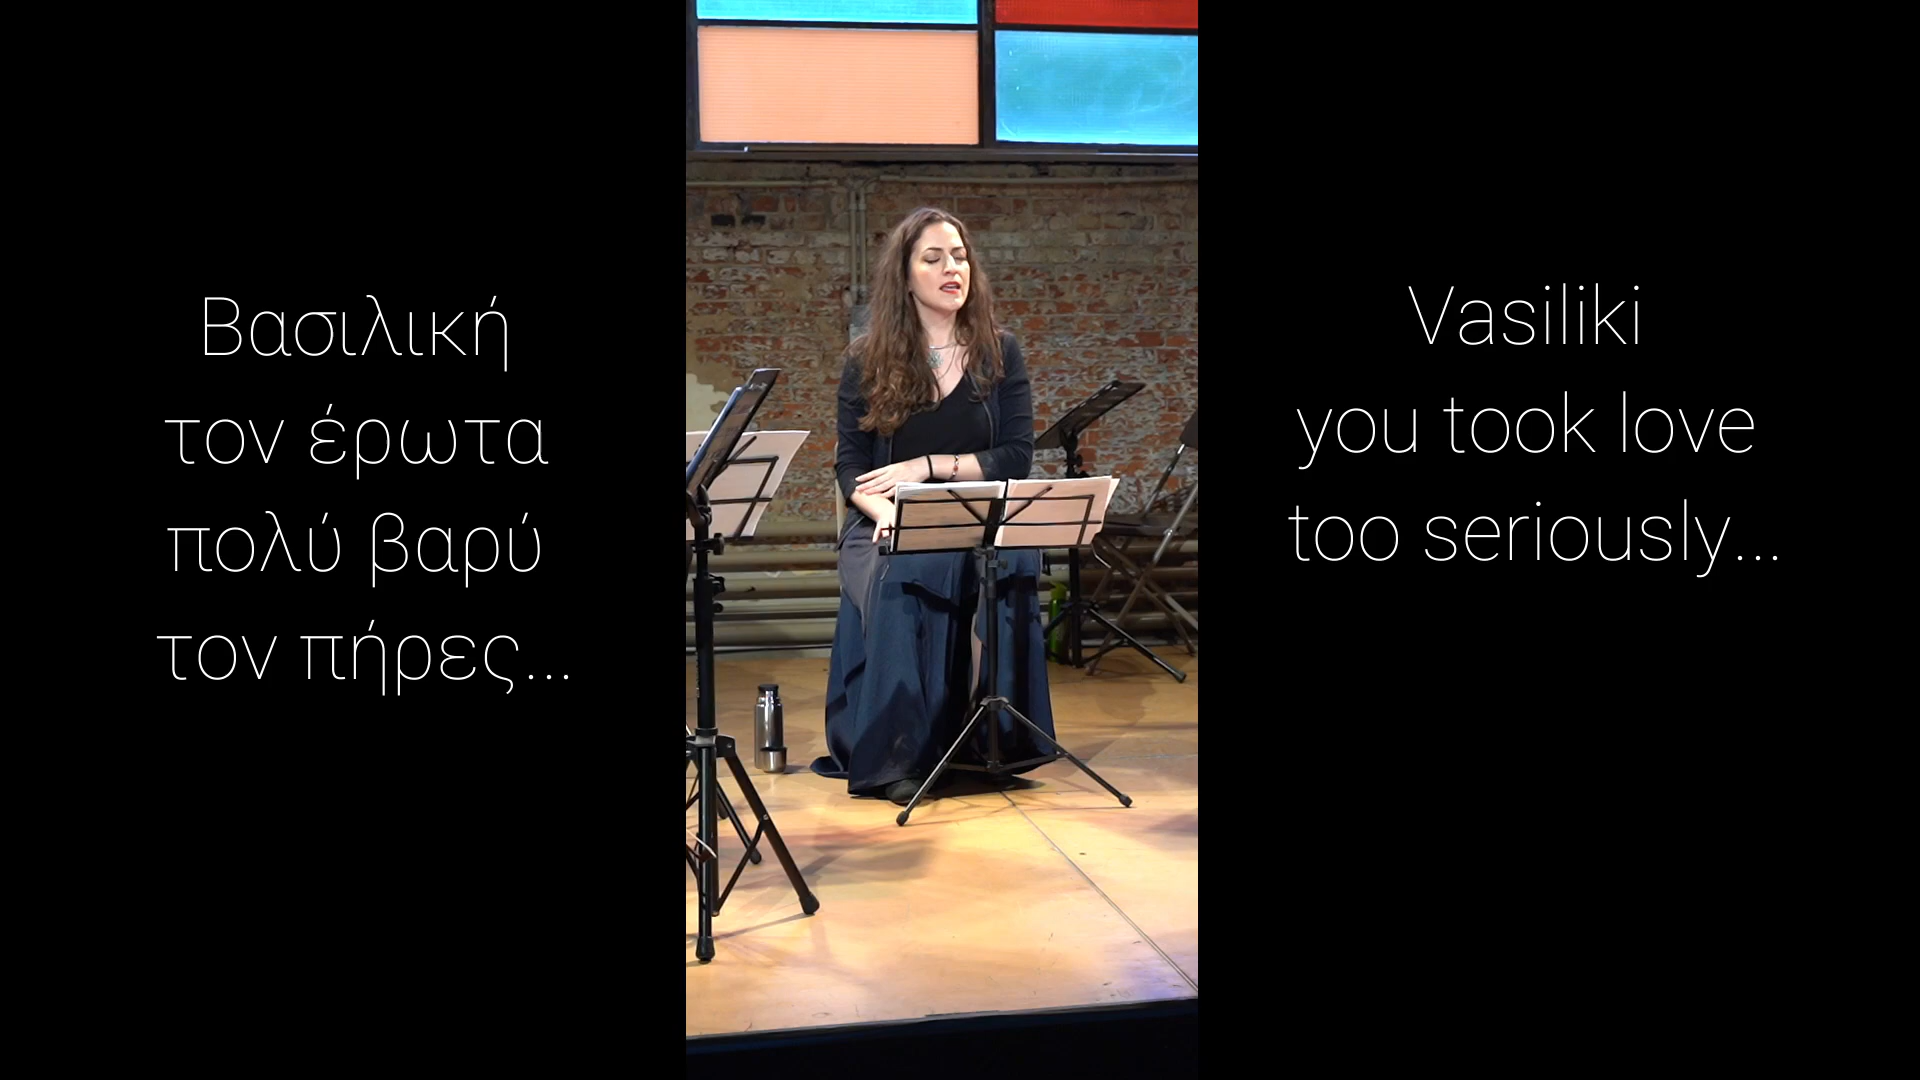 Βασιλική
τον έρωτα
πολύ βαρύ
τον πήρες...
Vasiliki
you took love
too seriously...